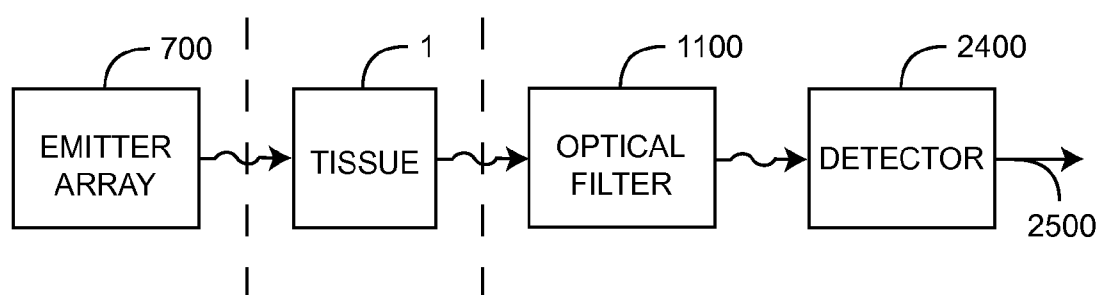 700
1
1100
2400
EMITTER
ARRAY
TISSUE
OPTICAL
FILTER
DETECTOR
2500